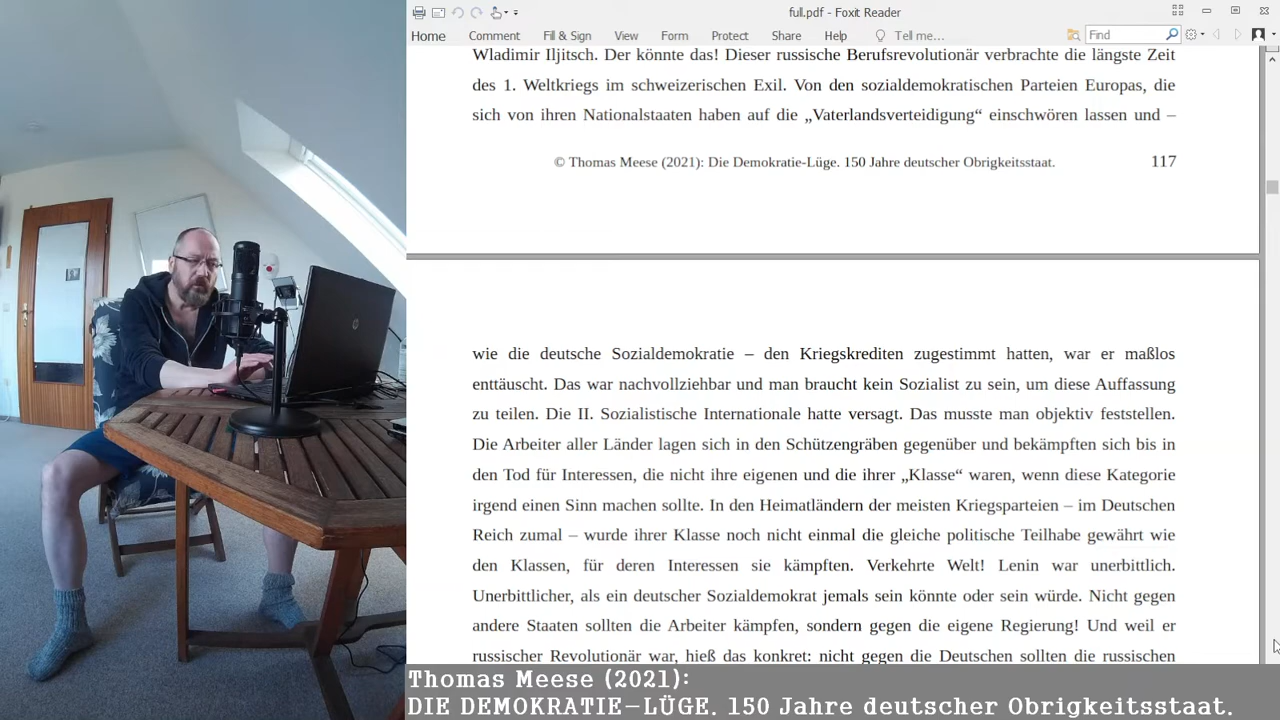 full.pdf - Foxit Reader
Home Comment Fill & Sign View Form Protect Share Help Tell me... Find
Wladimir Iljitsch. Der könnte das! Dieser russische Berufsrevolutionär verbrachte die längste Zeit
des 1. Weltkriegs im schweizerischen Exil. Von den sozialdemokratischen Parteien Europas, die
sich von ihren Nationalstaaten haben auf die „Vaterlandsverteidigung“ einschwören lassen und –
© Thomas Meese (2021): Die Demokratie-Lüge. 150 Jahre deutscher Obrigkeitsstaat. 117
wie die deutsche Sozialdemokratie – den Kriegskrediten zugestimmt hatten, war er maßlos
enttäuscht. Das war nachvollziehbar und man braucht kein Sozialist zu sein, um diese Auffassung
zu teilen. Die II. Sozialistische Internationale hatte versagt. Das musste man objektiv feststellen.
Die Arbeiter aller Länder lagen sich in den Schützengräben gegenüber und bekämpften sich bis in
den Tod für Interessen, die nicht ihre eigenen und die ihrer „Klasse“ waren, wenn diese Kategorie
irgend einen Sinn machen sollte. In den Heimatländern der meisten Kriegsparteien – im Deutschen
Reich zumal – wurde ihrer Klasse noch nicht einmal die gleiche politische Teilhabe gewährt wie
den Klassen, für deren Interessen sie kämpften. Verkehrte Welt! Lenin war unerbittlich.
Unerbittlicher, als ein deutscher Sozialdemokrat jemals sein könnte oder sein würde. Nicht gegen
andere Staaten sollten die Arbeiter kämpfen, sondern gegen die eigene Regierung! Und weil er
russischer Revolutionär war, hieß das konkret: nicht gegen die Deutschen sollten die russischen
Thomas Meese (2021):
DIE DEMOKRATIE-LÜGE. 150 Jahre deutscher Obrigkeitsstaat.